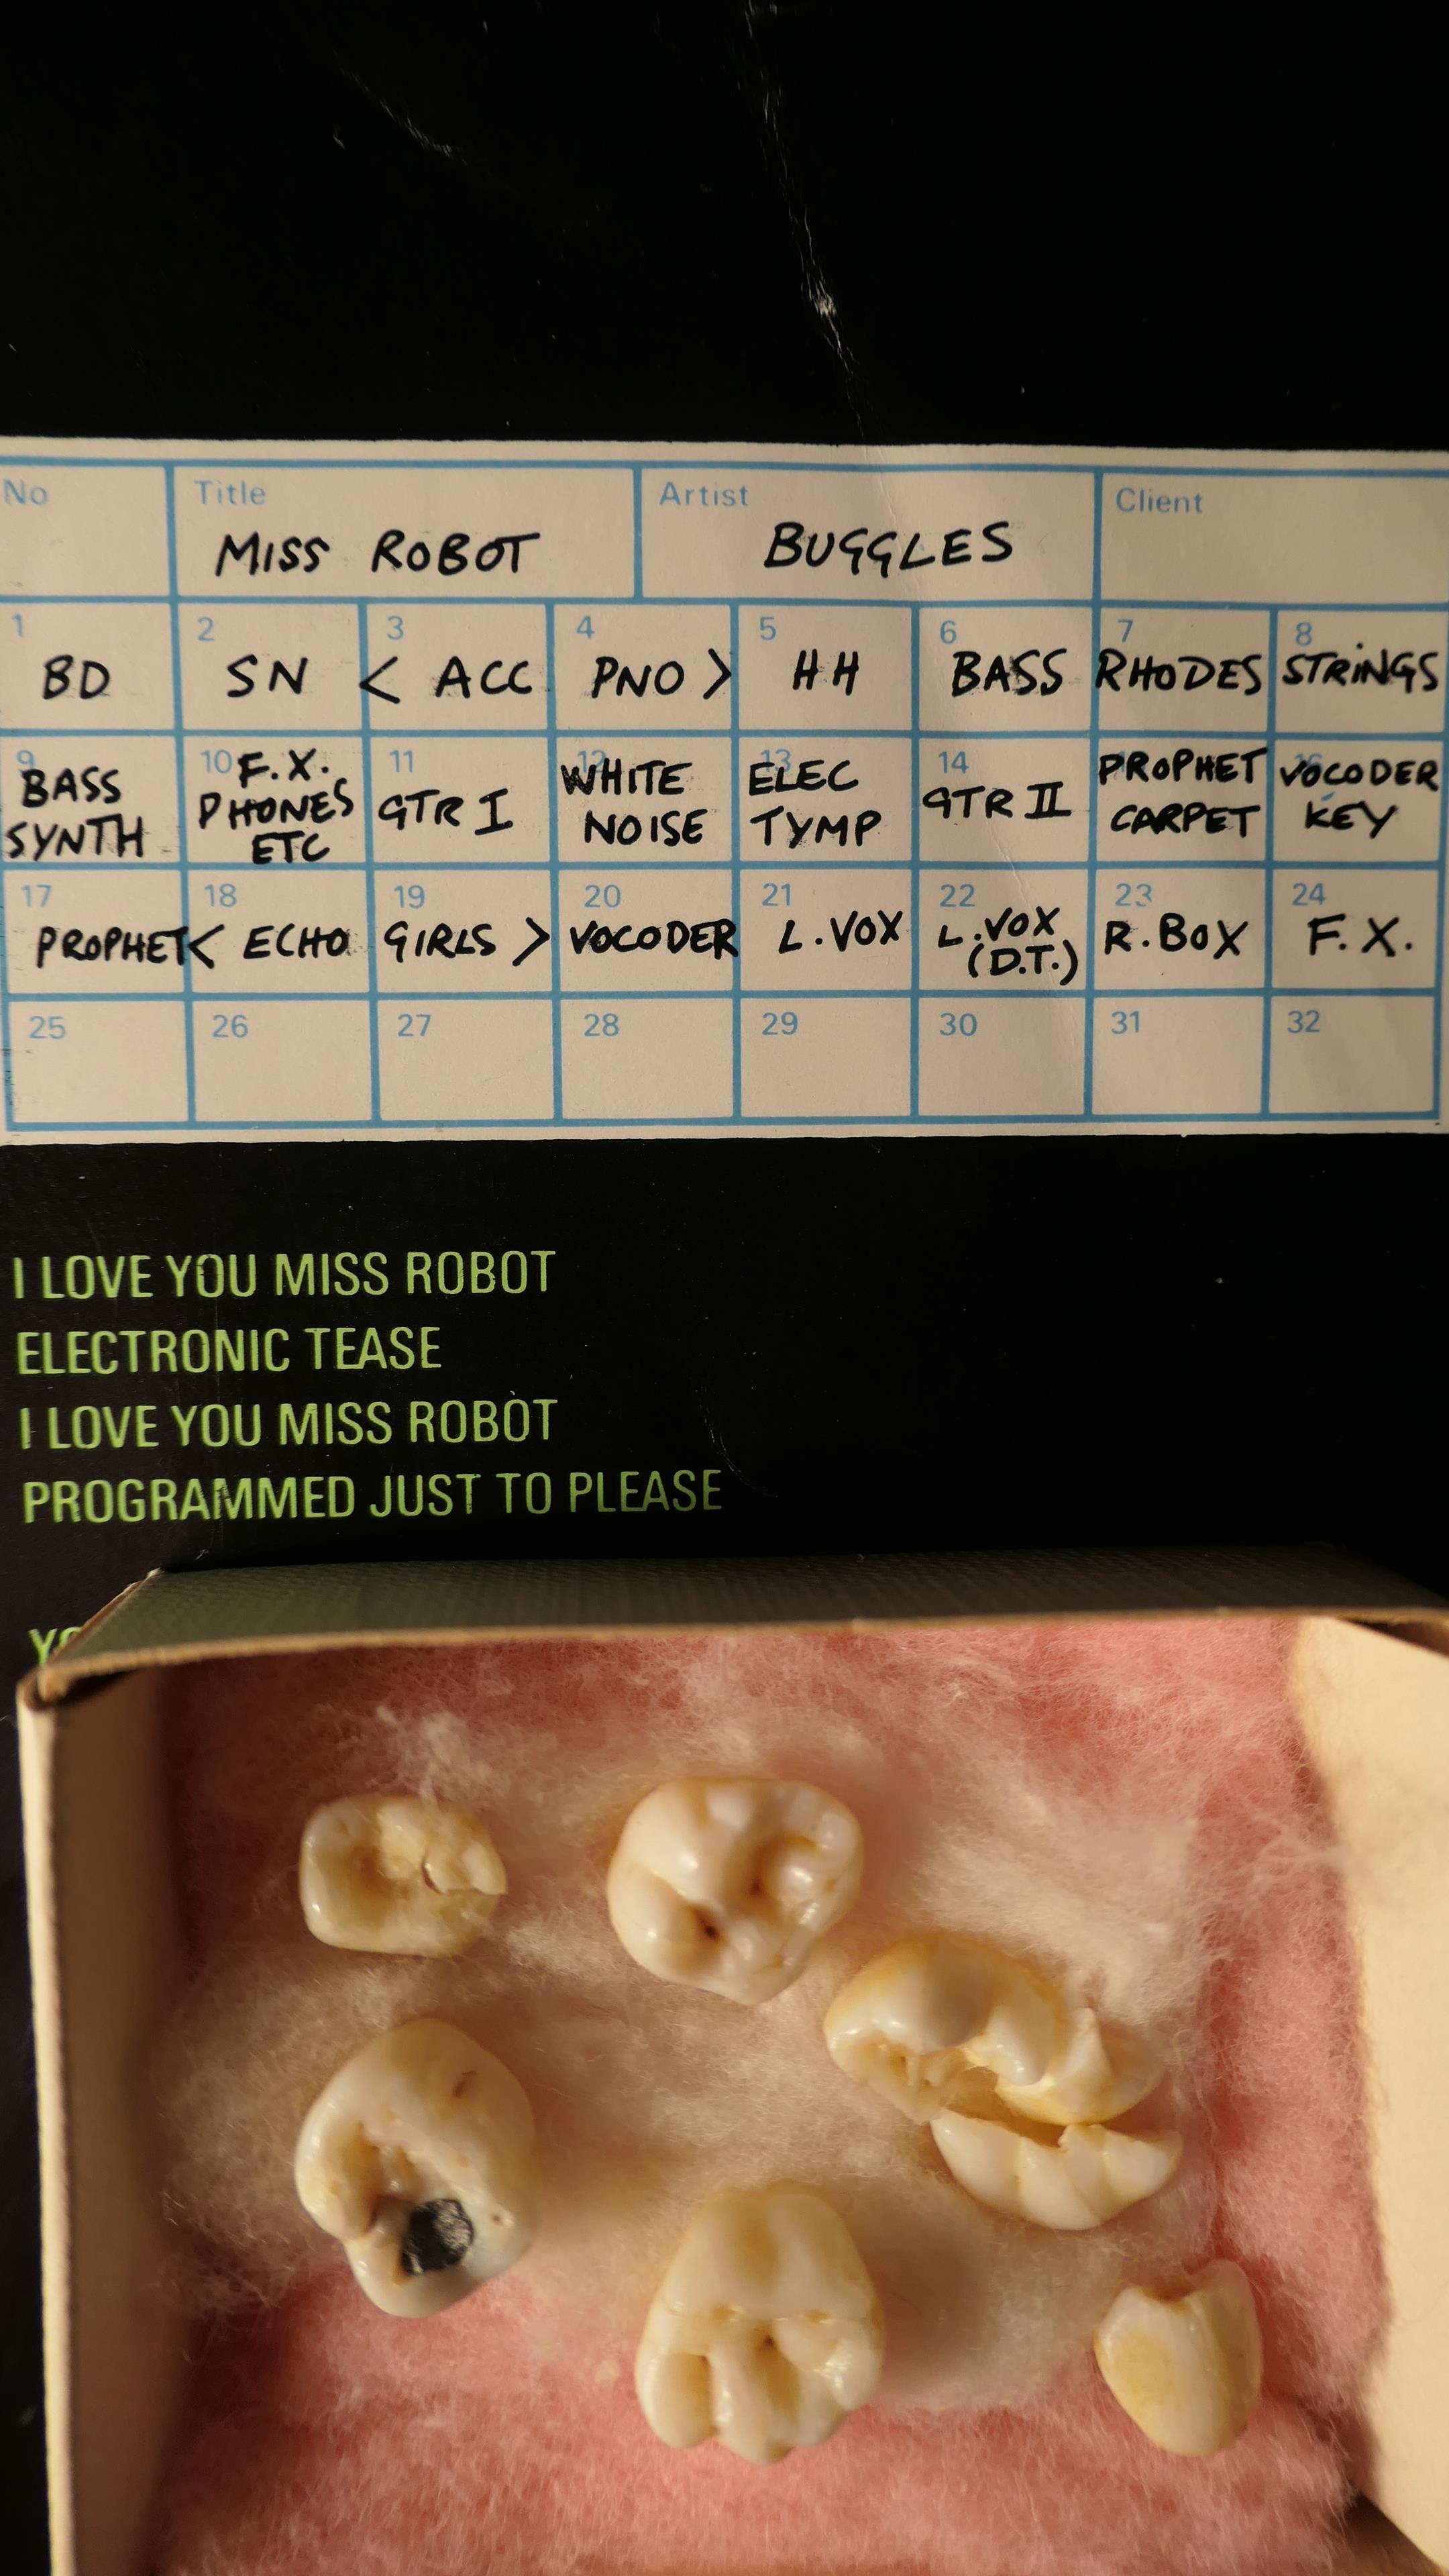 No Title Artist Client
MISS ROBOT BUGGLES
1 2 3 4 5 6 7 8
BD SN < ACC PNO > HH BASS RHODES STRINGS
9 10 11 12 13 14 16
BASS SYNTH F.X. PHONES ETC GTR I WHITE NOISE ELEC TYMP GTR II PROPHET CARPET VOCODER KEY
17 18 19 20 21 22 23 24
PROPHET < ECHO GIRLS > VOCODER L.VOX L.VOX (D.T.) R.BOX F.X.
25 26 27 28 29 30 31 32
I LOVE YOU MISS ROBOT
ELECTRONIC TEASE
I LOVE YOU MISS ROBOT
PROGRAMMED JUST TO PLEASE